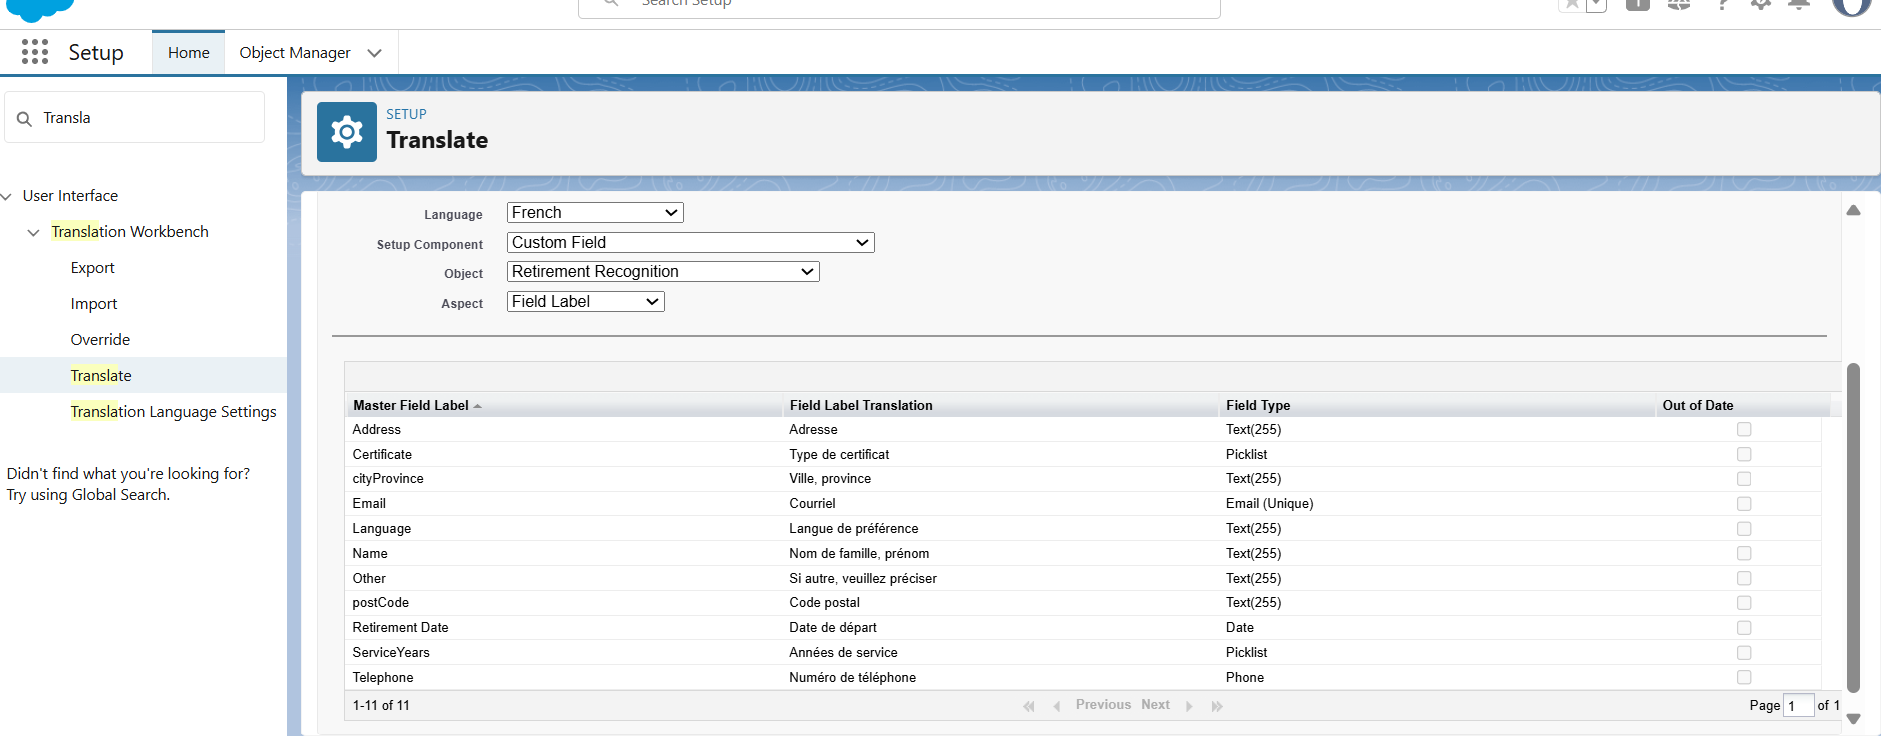 Search Setup
Setup
Home
Object Manager
Transla
User Interface
Translation Workbench
Export
Import
Override
Translate
Translation Language Settings
Didn't find what you're looking for?
Try using Global Search.
SETUP
Translate
Language French
Setup Component Custom Field
Object Retirement Recognition
Aspect Field Label
Master Field Label Field Label Translation Field Type Out of Date
Address Adresse Text(255)
Certificate Type de certificat Picklist
cityProvince Ville, province Text(255)
Email Courriel Email (Unique)
Language Langue de préférence Text(255)
Name Nom de famille, prénom Text(255)
Other Si autre, veuillez préciser Text(255)
postCode Code postal Text(255)
Retirement Date Date de départ Date
ServiceYears Années de service Picklist
Telephone Numéro de téléphone Phone
1-11 of 11 Previous Next Page 1 of 1